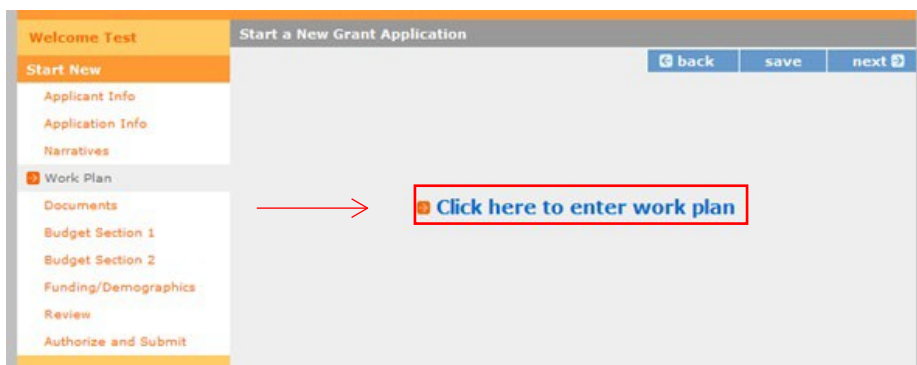 Welcome Test
Start a New Grant Application
back save next
Start New
Applicant Info
Application Info
Narratives
Work Plan
Documents
Budget Section 1
Budget Section 2
Funding/Demographics
Review
Authorize and Submit
Click here to enter work plan